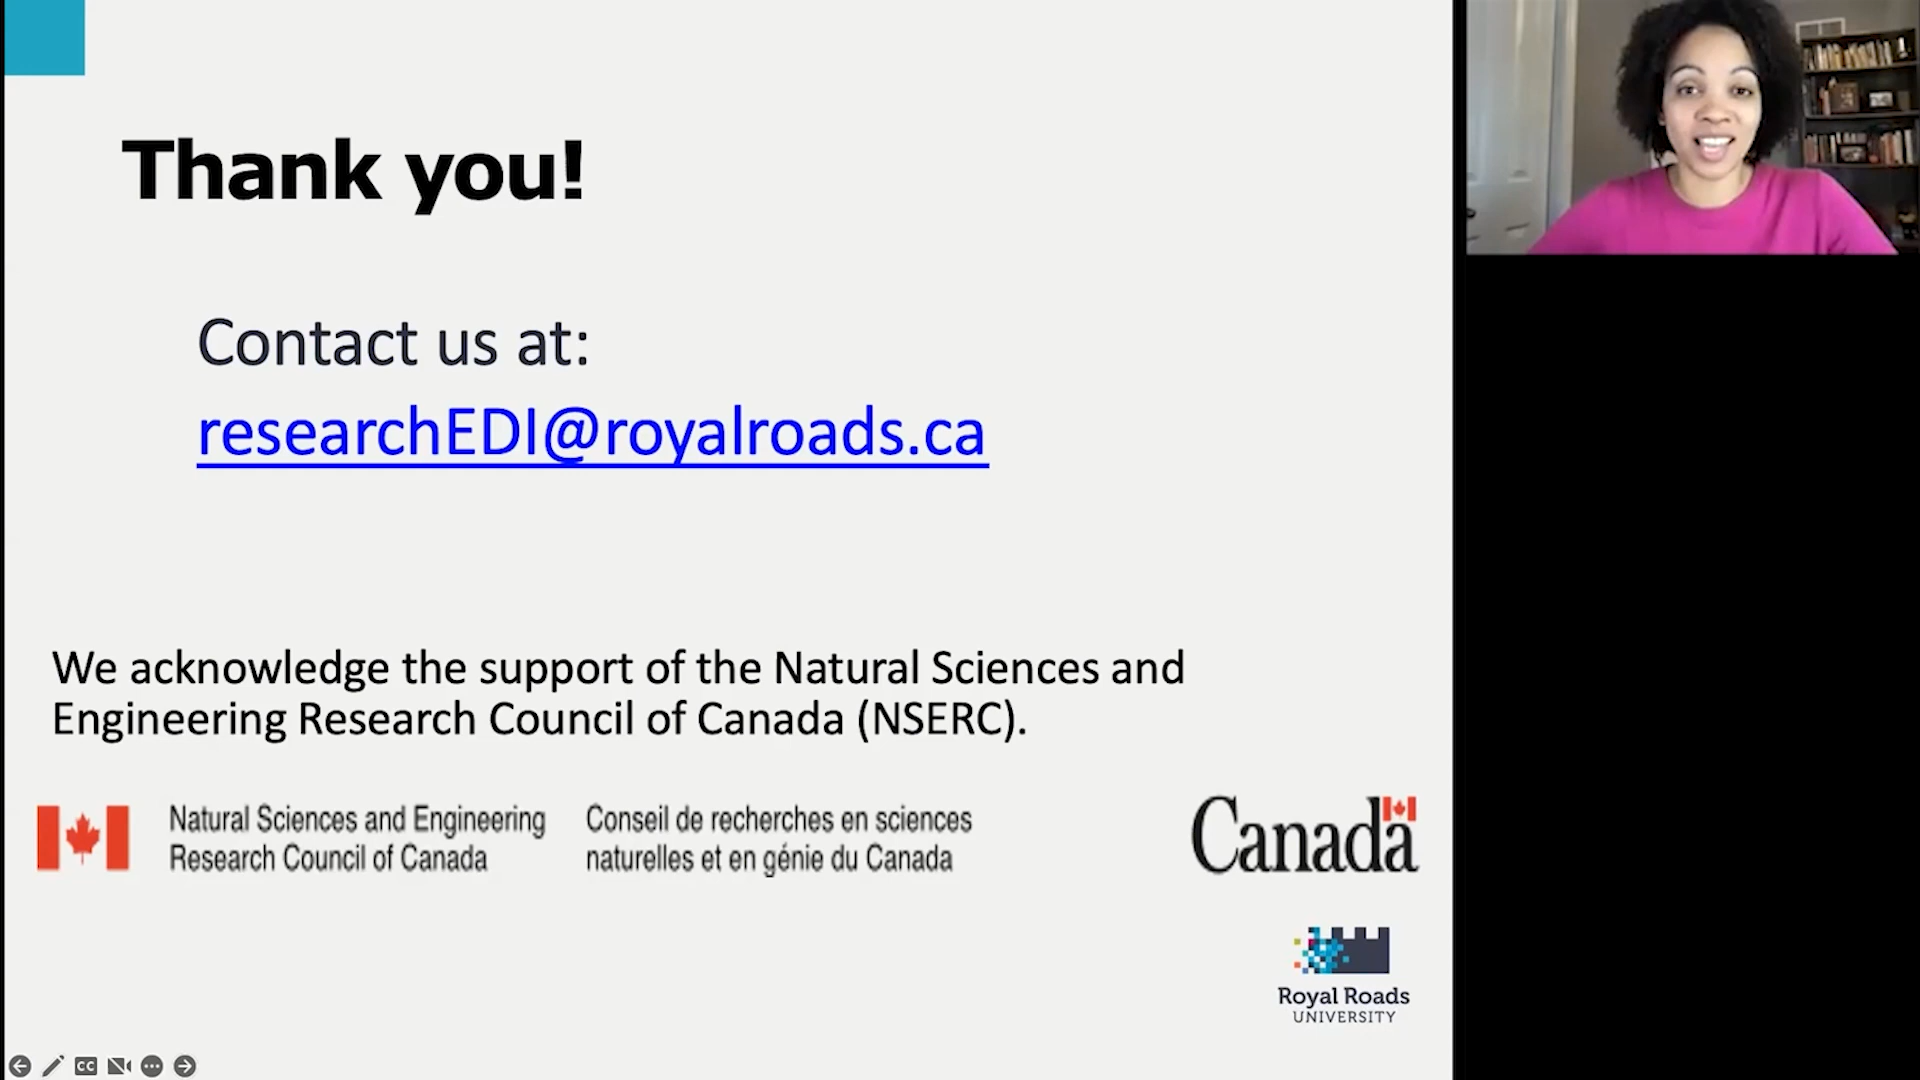 Thank you!
Contact us at:
researchEDI@royalroads.ca
We acknowledge the support of the Natural Sciences and
Engineering Research Council of Canada (NSERC).
Natural Sciences and Engineering
Research Council of Canada
Conseil de recherches en sciences
naturelles et en génie du Canada
Canada
Royal Roads
UNIVERSITY
CC